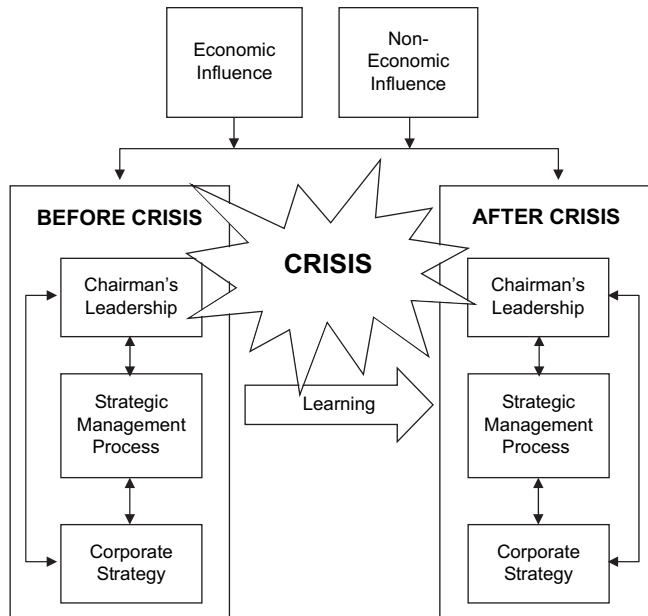 Economic
Influence
Non-
Economic
Influence
BEFORE CRISIS
CRISIS
AFTER CRISIS
Chairman’s
Leadership
Chairman’s
Leadership
Strategic
Management
Process
Learning
Strategic
Management
Process
Corporate
Strategy
Corporate
Strategy